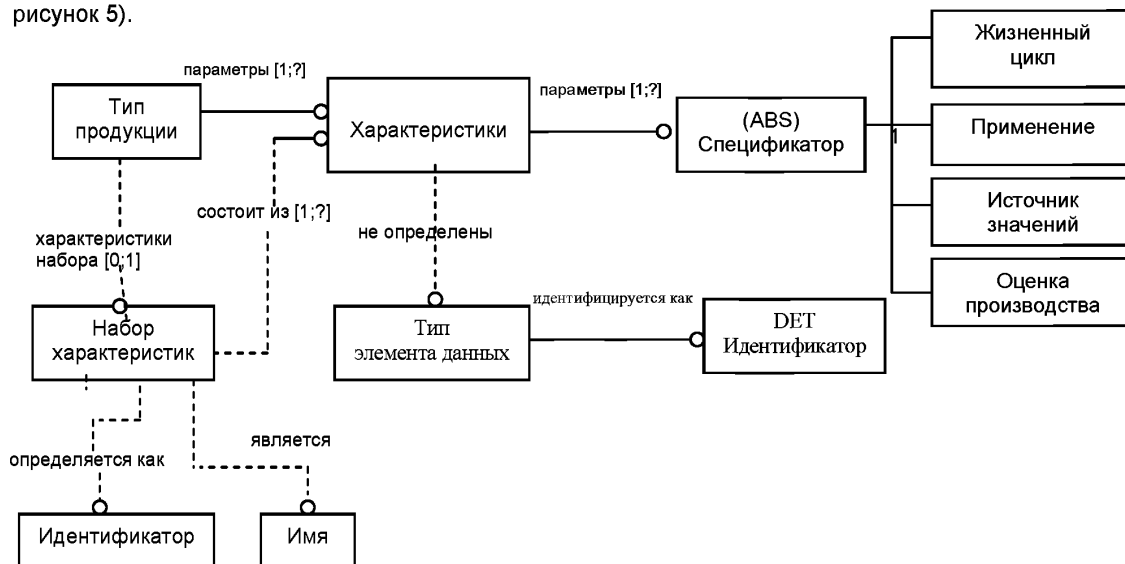 рисунок 5).
параметры [1;?]
Тип
продукции
Характеристики
параметры [1;?]
(ABS)
Спецификатор
1
Жизненный
цикл
Применение
Источник
значений
Оценка
производства
состоит из [1;?]
не определены
характеристики
набора [0;1]
Набор
характеристик
Тип
элемента данных
идентифицируется как
DET
Идентификатор
определяется как
является
Идентификатор
Имя